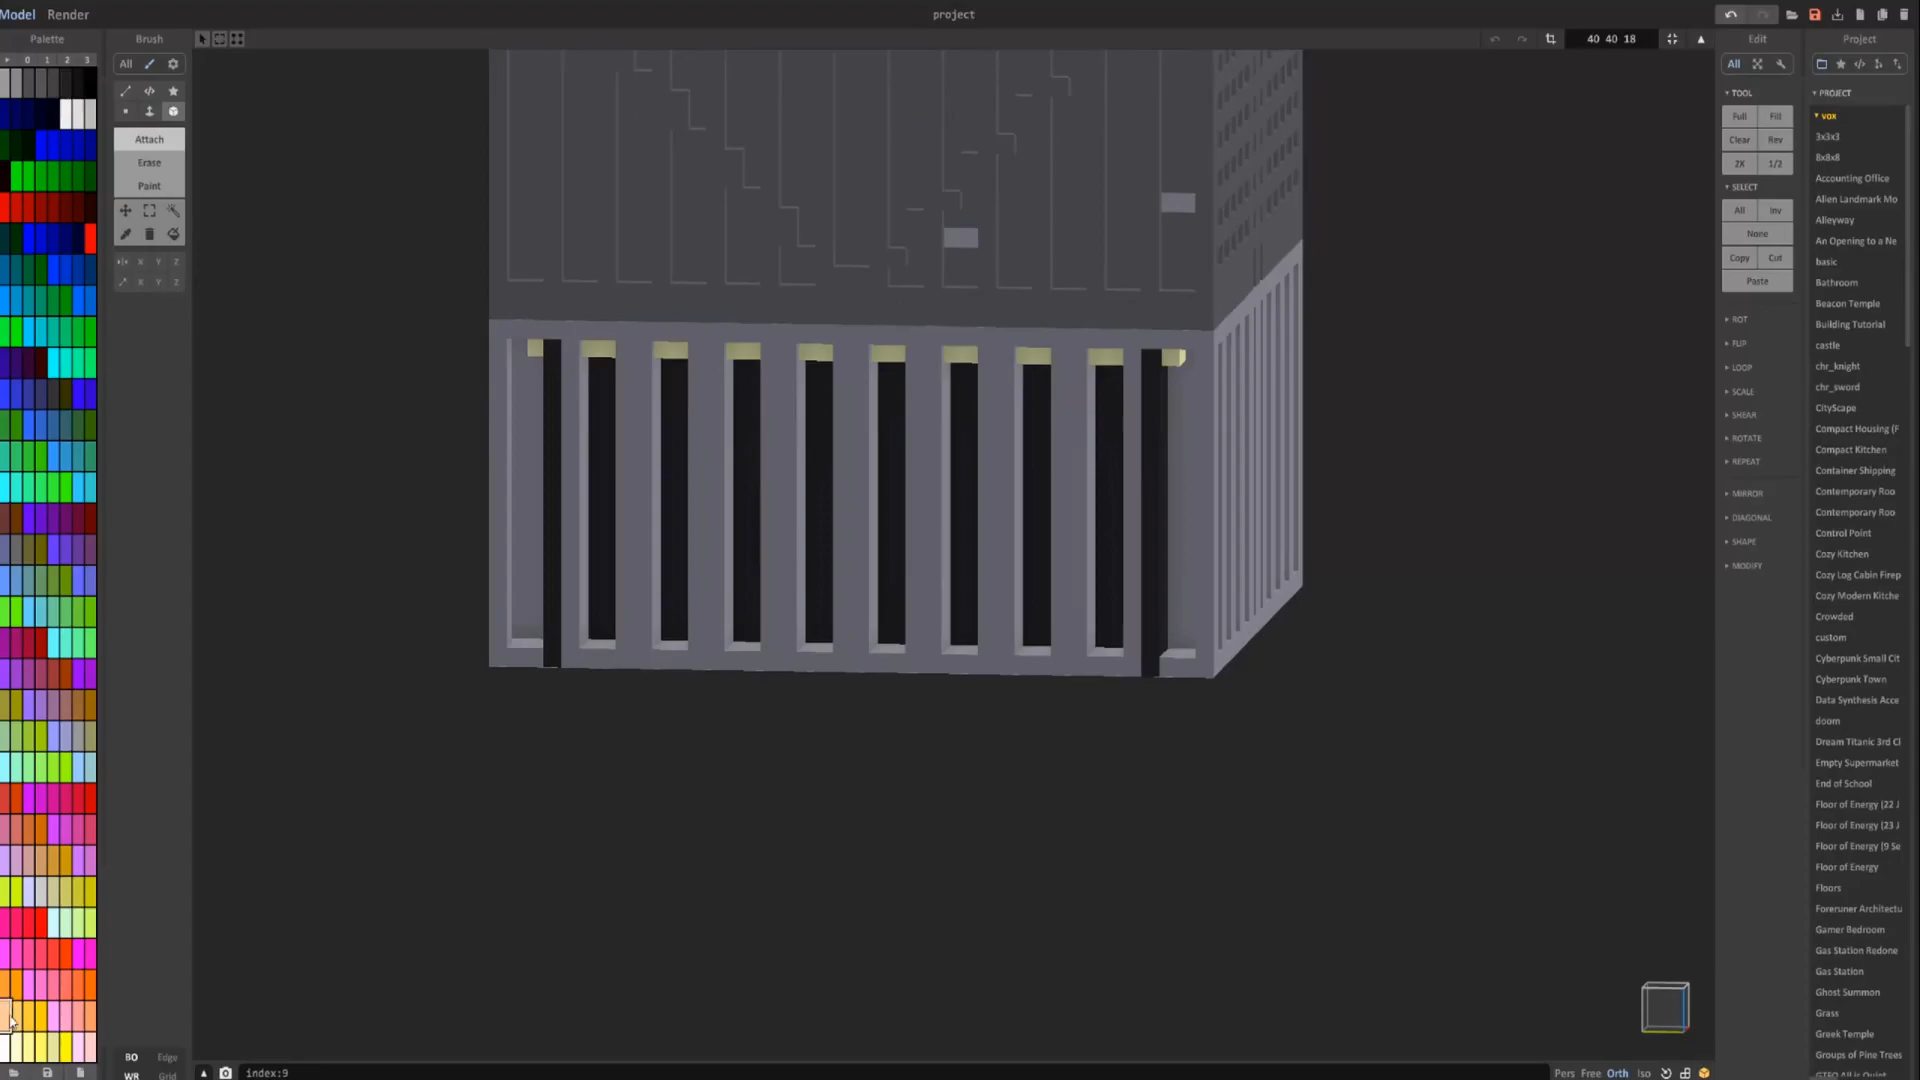 Model Render
project
Palette
0 1 2 3
Brush
All
Attach
Erase
Paint
X Y Z
X Y Z
BO Edge
WR Grid
40 40 18
index:9
Pers Free Orth Iso
Edit
All
TOOL
Full Fill
Clear Rev
2X 1/2
SELECT
All Inv
None
Copy Cut
Paste
ROT
FLIP
LOOP
SCALE
SHEAR
ROTATE
REPEAT
MIRROR
DIAGONAL
SHAPE
MODIFY
Project
PROJECT
vox
3x3x3
8x8x8
Accounting Office
Alien Landmark Mo
Alleyway
An Opening to a Ne
basic
Bathroom
Beacon Temple
Building Tutorial
castle
chr_knight
chr_sword
CityScape
Compact Housing (F
Compact Kitchen
Container Shipping
Contemporary Roo
Contemporary Roo
Control Point
Cozy Kitchen
Cozy Log Cabin Firep
Cozy Modern Kitche
Crowded
custom
Cyberpunk Small Cit
Cyberpunk Town
Data Synthesis Acce
doom
Dream Titanic 3rd Cl
Empty Supermarket
End of School
Floor of Energy (22 J
Floor of Energy (23 J
Floor of Energy (9 Se
Floor of Energy
Floors
Foreruner Architectu
Gamer Bedroom
Gas Station Redone
Gas Station
Ghost Summon
Grass
Greek Temple
Groups of Pine Trees